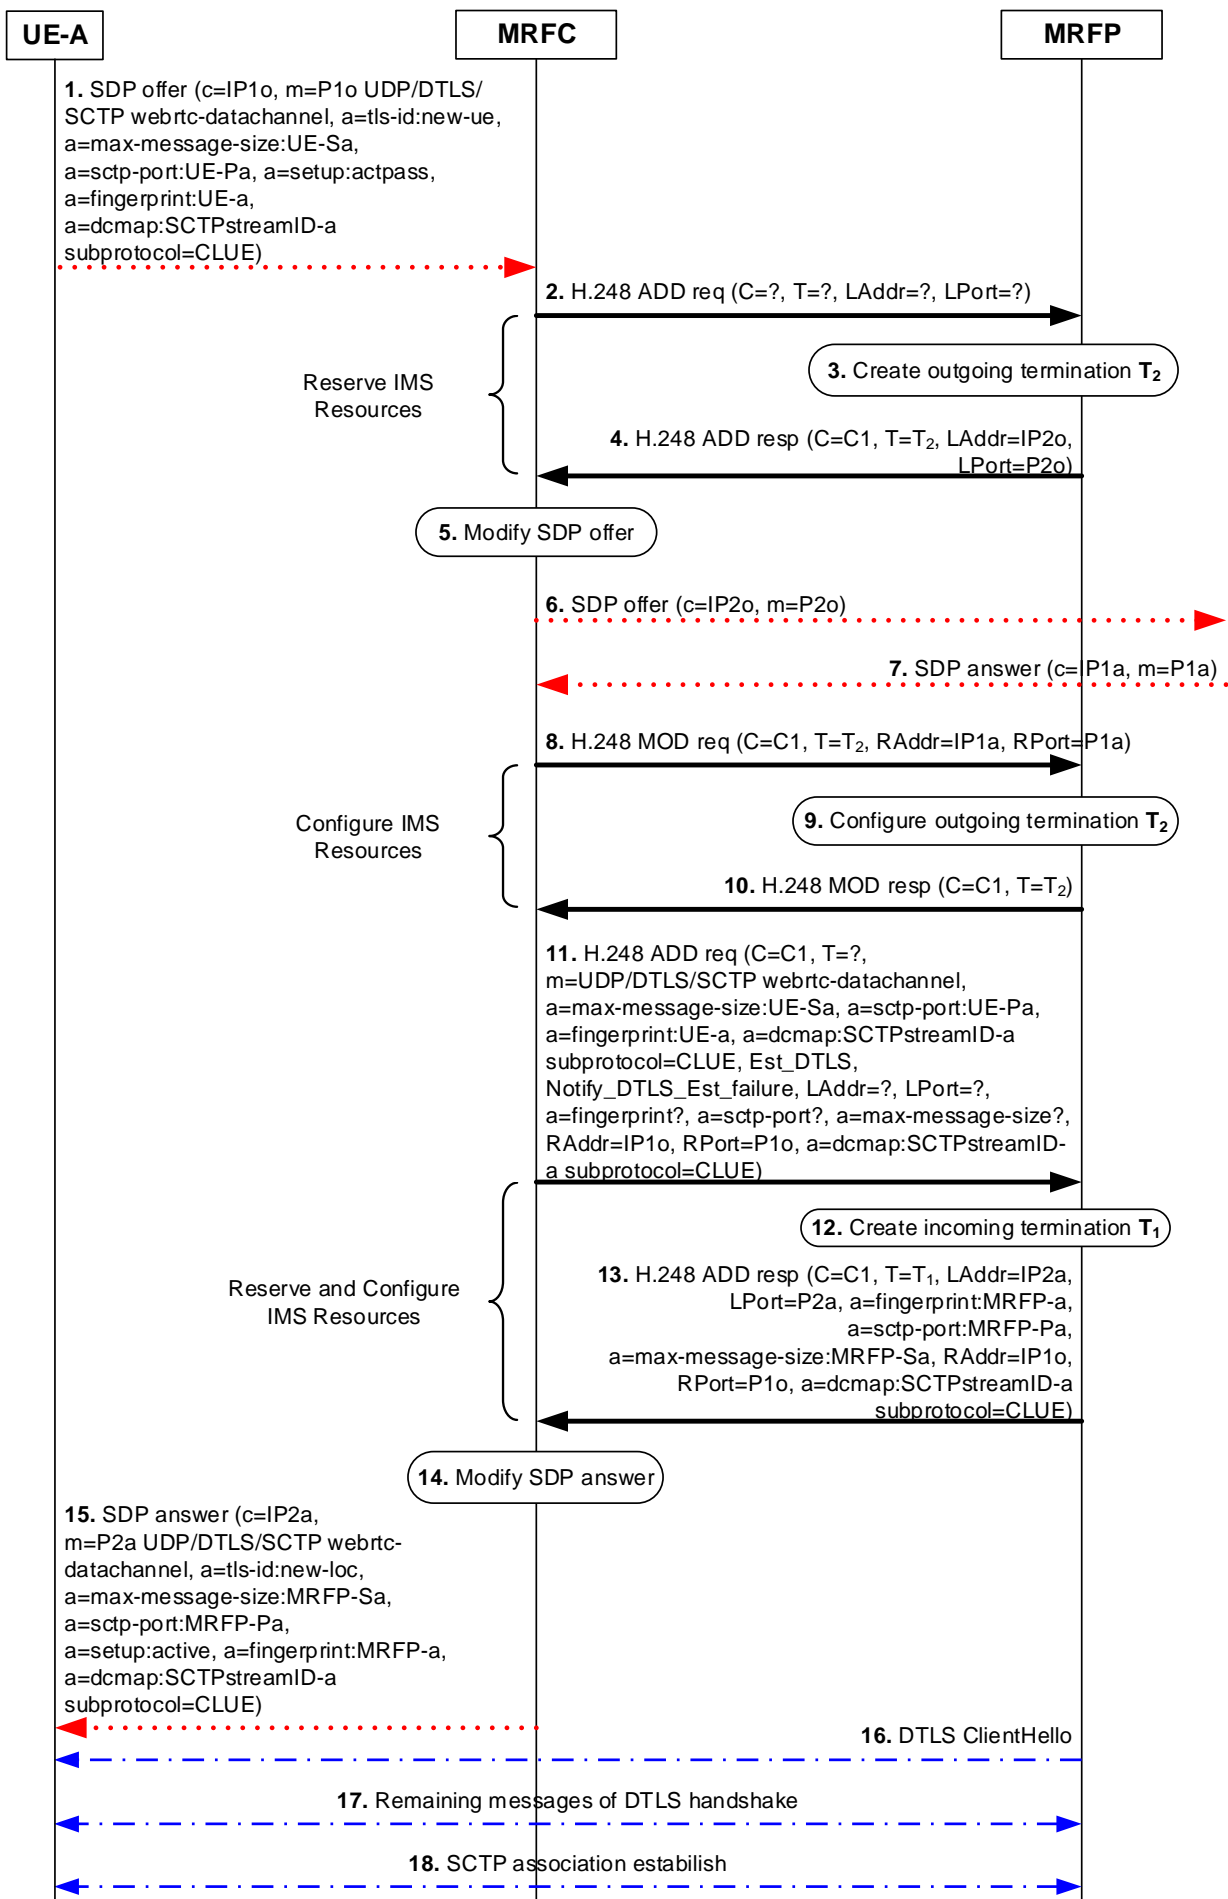 UE-A
MRFC
MRFP
1. SDP offer (c=IP1o, m=P1o UDP/DTLS/
SCTP webrtc-datachannel, a=tls-id:new-ue,
a=max-message-size:UE-Sa,
a=sctp-port:UE-Pa, a=setup:actpass,
a=fingerprint:UE-a,
a=dcmap:SCTPstreamID-a
subprotocol=CLUE)
2. H.248 ADD req (C=?, T=?, LAddr=?, LPort=?)
3. Create outgoing termination T2
Reserve IMS
Resources
4. H.248 ADD resp (C=C1, T=T2, LAddr=IP2o,
LPort=P2o)
5. Modify SDP offer
6. SDP offer (c=IP2o, m=P2o)
7. SDP answer (c=IP1a, m=P1a)
8. H.248 MOD req (C=C1, T=T2, RAddr=IP1a, RPort=P1a)
9. Configure outgoing termination T2
Configure IMS
Resources
10. H.248 MOD resp (C=C1, T=T2)
11. H.248 ADD req (C=C1, T=?,
m=UDP/DTLS/SCTP webrtc-datachannel,
a=max-message-size:UE-Sa, a=sctp-port:UE-Pa,
a=fingerprint:UE-a, a=dcmap:SCTPstreamID-a
subprotocol=CLUE, Est_DTLS,
Notify_DTLS_Est_failure, LAddr=?, LPort=?,
a=fingerprint?, a=sctp-port?, a=max-message-size?,
RAddr=IP1o, RPort=P1o, a=dcmap:SCTPstreamID-
a subprotocol=CLUE)
12. Create incoming termination T1
Reserve and Configure
IMS Resources
13. H.248 ADD resp (C=C1, T=T1, LAddr=IP2a,
LPort=P2a, a=fingerprint:MRFP-a,
a=sctp-port:MRFP-Pa,
a=max-message-size:MRFP-Sa, RAddr=IP1o,
RPort=P1o, a=dcmap:SCTPstreamID-a
subprotocol=CLUE)
14. Modify SDP answer
15. SDP answer (c=IP2a,
m=P2a UDP/DTLS/SCTP webrtc-
datachannel, a=tls-id:new-loc,
a=max-message-size:MRFP-Sa,
a=sctp-port:MRFP-Pa,
a=setup:active, a=fingerprint:MRFP-a,
a=dcmap:SCTPstreamID-a
subprotocol=CLUE)
16. DTLS ClientHello
17. Remaining messages of DTLS handshake
18. SCTP association estabilish